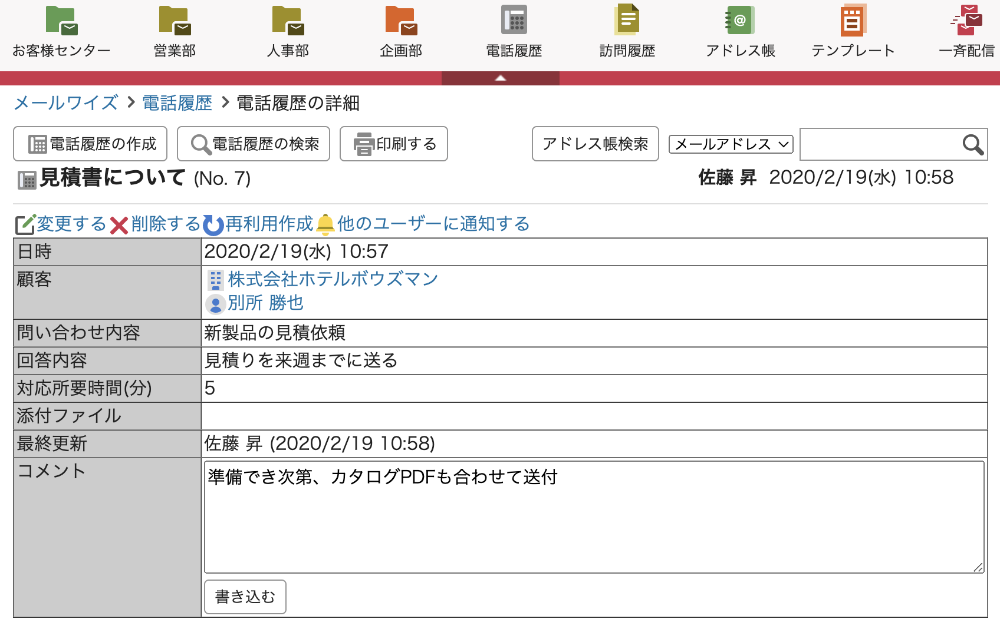 お客様センター 営業部 人事部 企画部 電話履歴 訪問履歴 アドレス帳 テンプレート 一斉配信
メールワイズ > 電話履歴 > 電話履歴の詳細
電話履歴の作成 電話履歴の検索 印刷する アドレス帳検索 メールアドレス
見積書について (No. 7) 佐藤 昇 2020/2/19(水) 10:58
変更する 削除する 再利用作成 他のユーザーに通知する
日時 2020/2/19(水) 10:57
顧客 株式会社ホテルボウズマン
別所 勝也
問い合わせ内容 新製品の見積依頼
回答内容 見積りを来週までに送る
対応所要時間(分) 5
添付ファイル
最終更新 佐藤 昇 (2020/2/19 10:58)
コメント 準備でき次第、カタログPDFも合わせて送付
書き込む